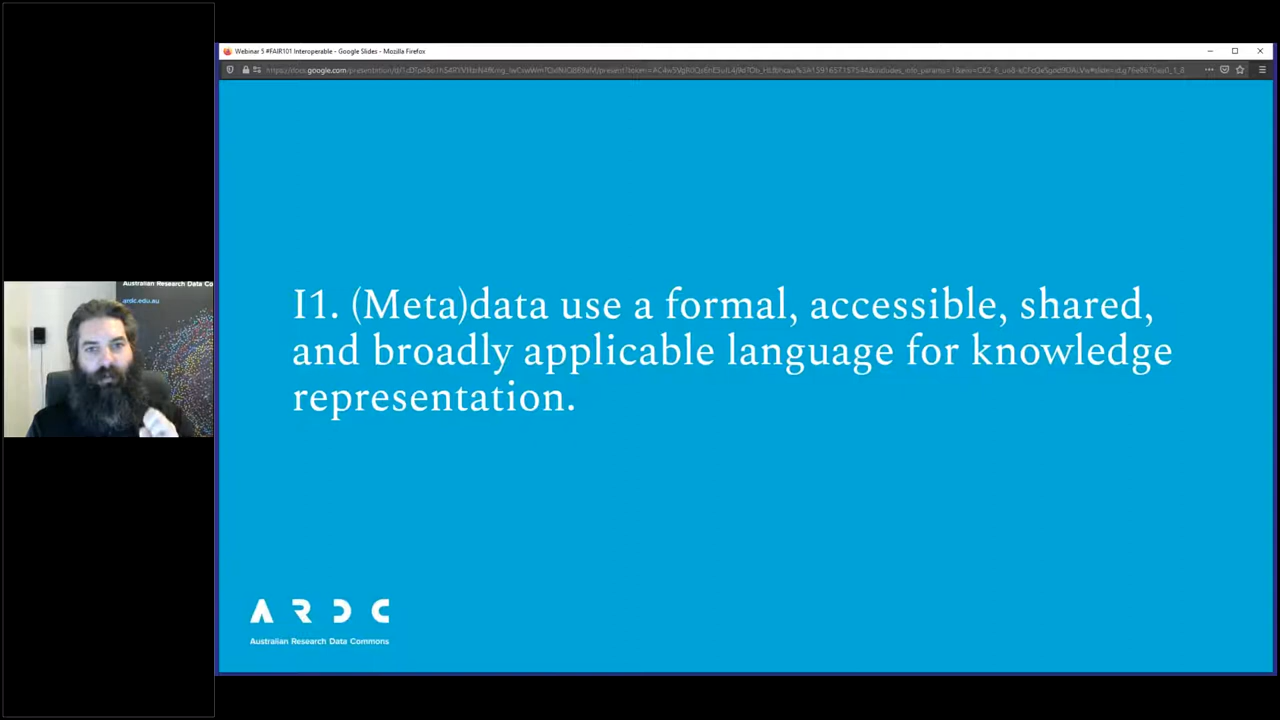 Webinar 5 #FAIR101 Interoperable - Google Slides - Mozilla Firefox
Australian Research Data Com
ardc.edu.au
I1. (Meta)data use a formal, accessible, shared,
and broadly applicable language for knowledge
representation.
ARDC
Australian Research Data Commons